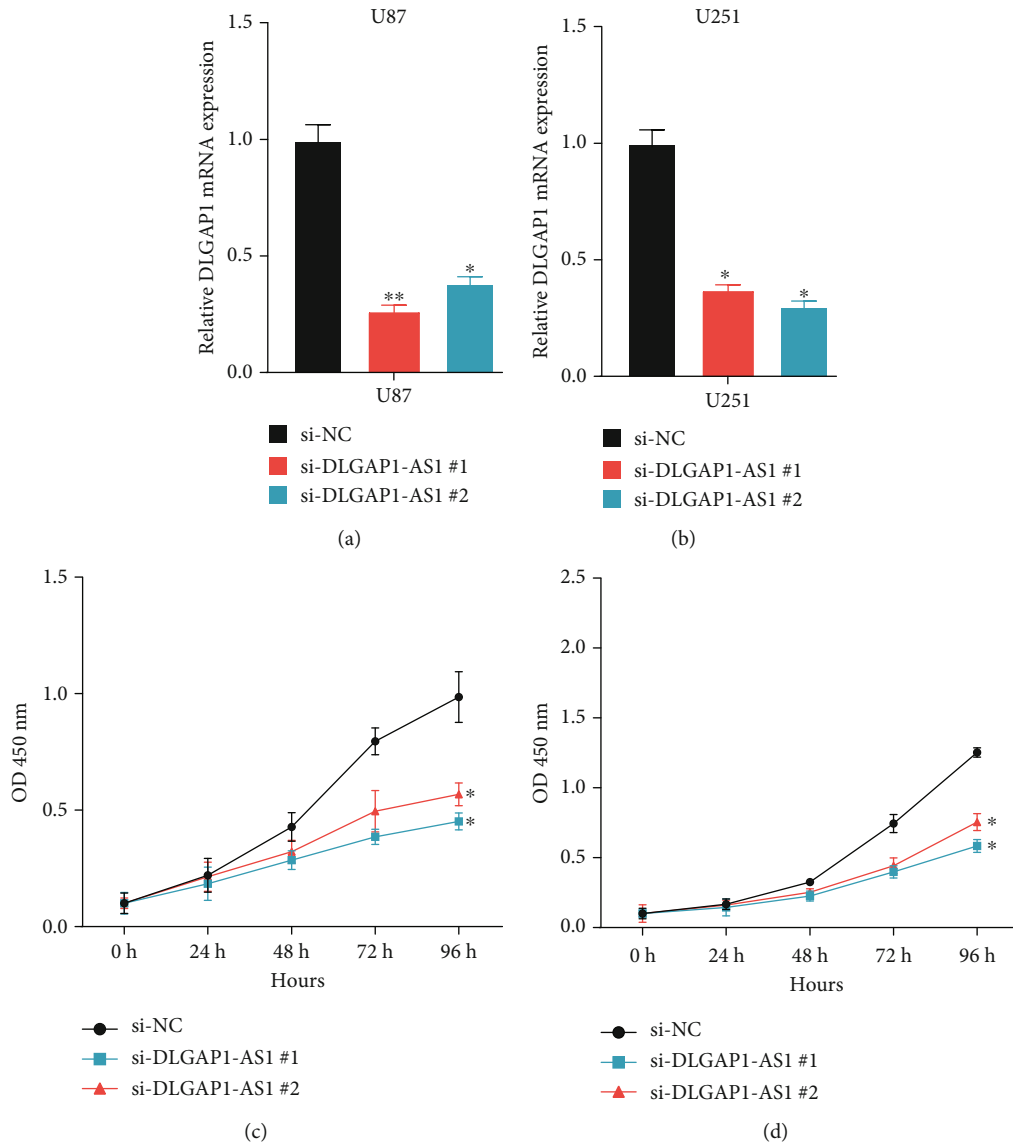 U87
Relative DLGAP1 mRNA expression
1.5
1.0
0.5
0.0
**
*
U87
si-NC
si-DLGAP1-AS1 #1
si-DLGAP1-AS1 #2
(a)
U251
Relative DLGAP1 mRNA expression
1.5
1.0
0.5
0.0
*
*
U251
si-NC
si-DLGAP1-AS1 #1
si-DLGAP1-AS1 #2
(b)
OD 450 nm
1.5
1.0
0.5
0.0
*
*
0 h 24 h 48 h 72 h 96 h
Hours
si-NC
si-DLGAP1-AS1 #1
si-DLGAP1-AS1 #2
(c)
OD 450 nm
2.5
2.0
1.5
1.0
0.5
0.0
*
*
0 h 24 h 48 h 72 h 96 h
Hours
si-NC
si-DLGAP1-AS1 #1
si-DLGAP1-AS1 #2
(d)